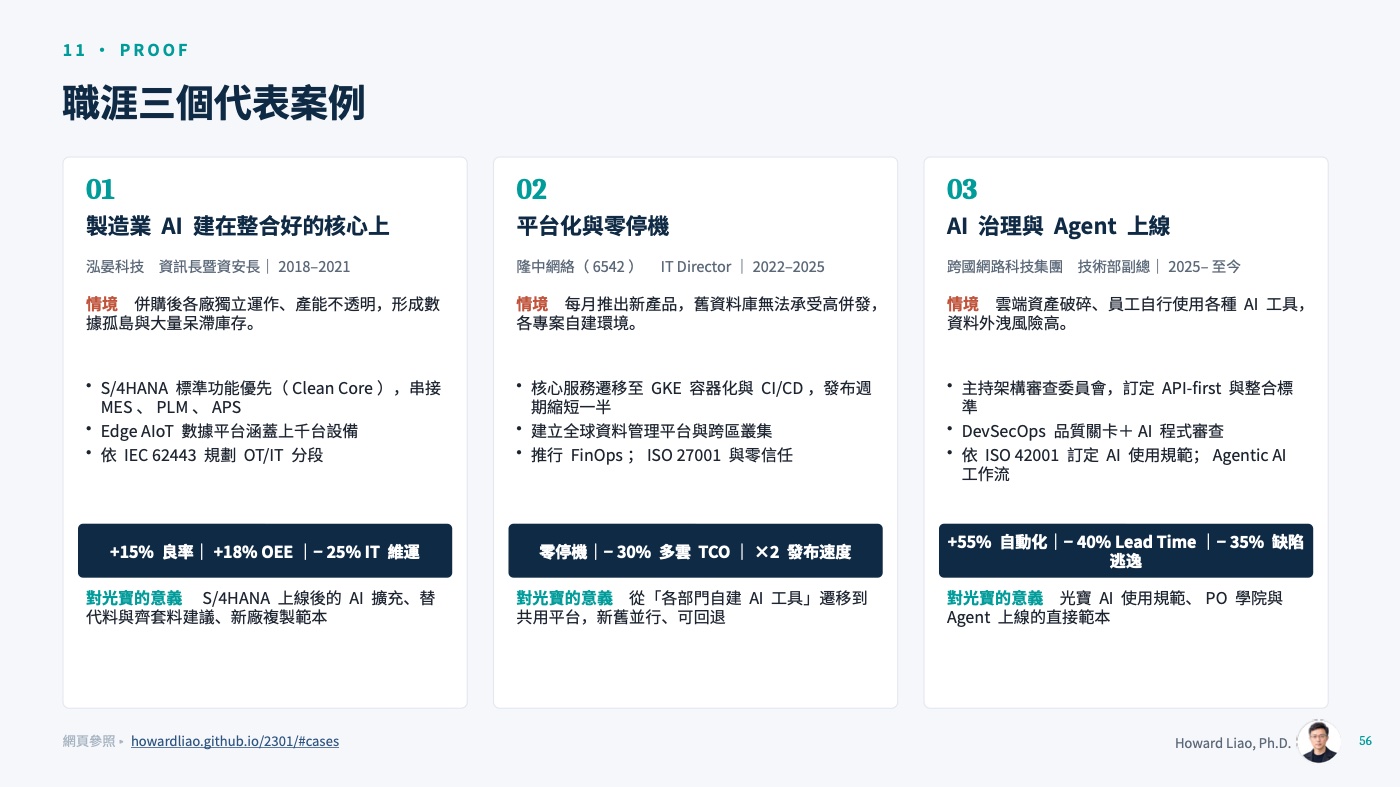 11 • PROOF
職涯三個代表案例
01
製造業 AI 建在整合好的核心上
泓晏科技 資訊長暨資安長｜2018–2021
情境 併購後各廠獨立運作、產能不透明，形成數
據孤島與大量呆滯庫存。
• S/4HANA 標準功能優先（Clean Core），串接
MES、PLM、APS
• Edge AIoT 數據平台涵蓋上千台設備
• 依 IEC 62443 規劃 OT/IT 分段
+15% 良率｜+18% OEE｜−25% IT 維運
對光寶的意義 S/4HANA 上線後的 AI 擴充、替
代料與齊套料建議、新廠複製範本
02
平台化與零停機
隆中網絡（6542） IT Director｜2022–2025
情境 每月推出新產品，舊資料庫無法承受高併發，
各專案自建環境。
• 核心服務遷移至 GKE 容器化與 CI/CD，發布週
期縮短一半
• 建立全球資料管理平台與跨區叢集
• 推行 FinOps；ISO 27001 與零信任
零停機｜−30% 多雲 TCO｜×2 發布速度
對光寶的意義 從「各部門自建 AI 工具」遷移到
共用平台，新舊並行、可回退
03
AI 治理與 Agent 上線
跨國網路科技集團 技術部副總｜2025–至今
情境 雲端資產破碎、員工自行使用各種 AI 工具，
資料外洩風險高。
• 主持架構審查委員會，訂定 API-first 與整合標
準
• DevSecOps 品質關卡＋AI 程式審查
• 依 ISO 42001 訂定 AI 使用規範；Agentic AI
工作流
+55% 自動化｜−40% Lead Time｜−35% 缺陷
逃逸
對光寶的意義 光寶 AI 使用規範、PO 學院與
Agent 上線的直接範本
網頁參照 ▸ howardliao.github.io/2301/#cases
Howard Liao, Ph.D.
56